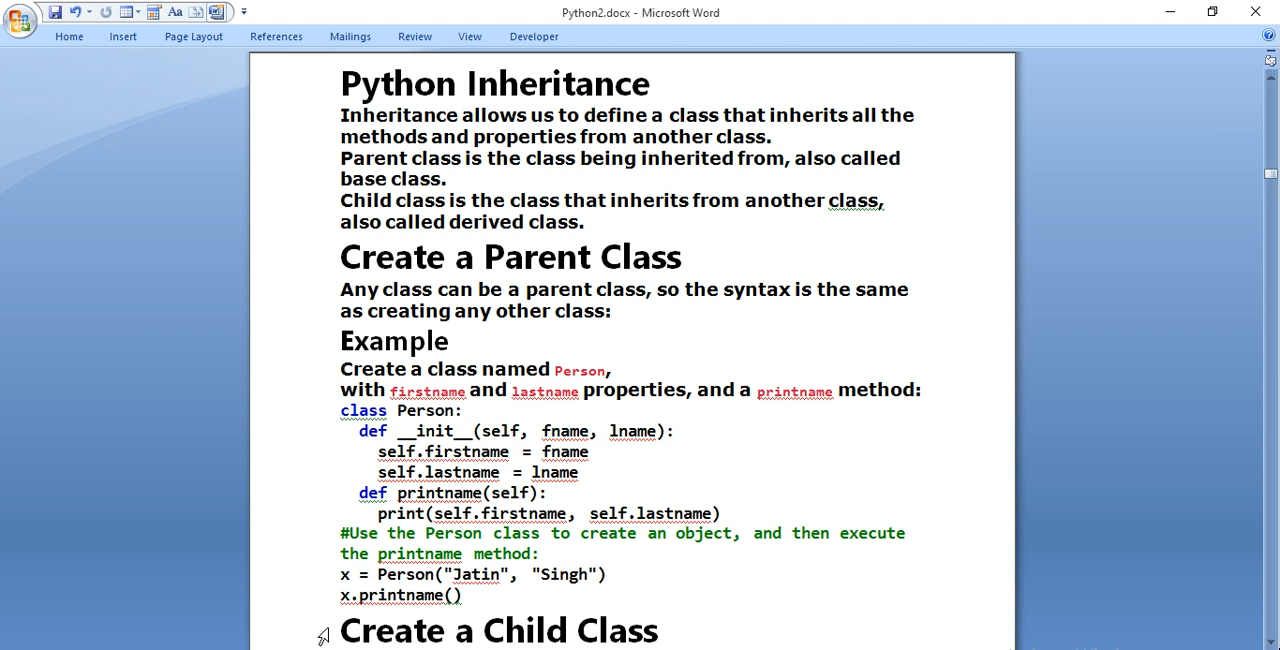 Python2.docx - Microsoft Word
Home Insert Page Layout References Mailings Review View Developer
Python Inheritance
Inheritance allows us to define a class that inherits all the
methods and properties from another class.
Parent class is the class being inherited from, also called
base class.
Child class is the class that inherits from another class,
also called derived class.
Create a Parent Class
Any class can be a parent class, so the syntax is the same
as creating any other class:
Example
Create a class named Person,
with firstname and lastname properties, and a printname method:
class Person:
  def __init__(self, fname, lname):
    self.firstname = fname
    self.lastname = lname
  def printname(self):
    print(self.firstname, self.lastname)
#Use the Person class to create an object, and then execute
the printname method:
x = Person("Jatin", "Singh")
x.printname()
Create a Child Class